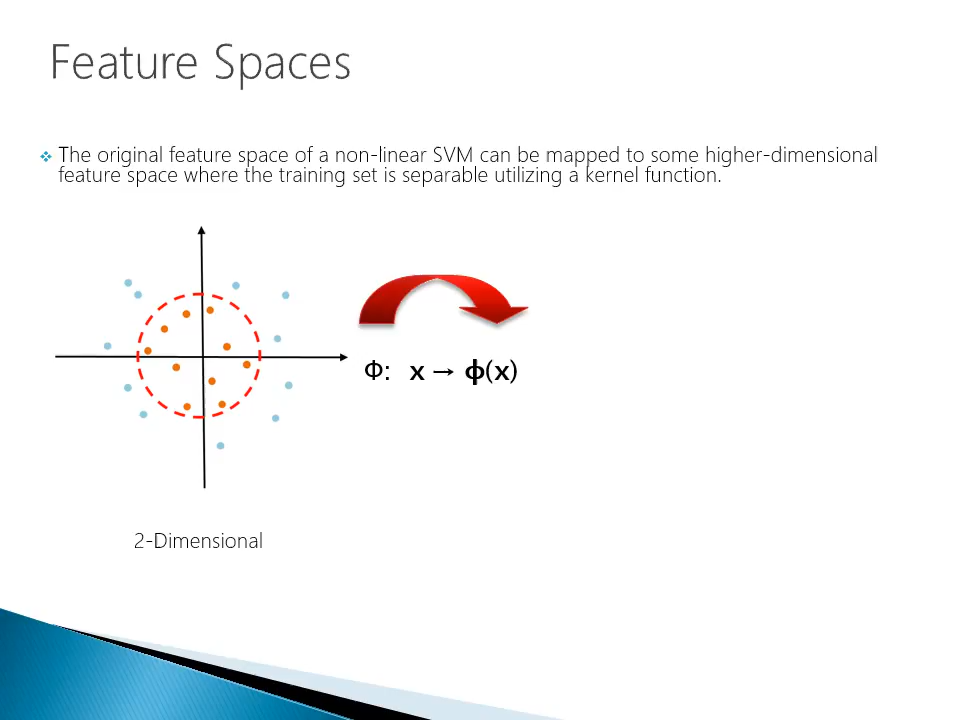 Feature Spaces
The original feature space of a non-linear SVM can be mapped to some higher-dimensional
feature space where the training set is separable utilizing a kernel function.
Φ: x → ϕ(x)
2-Dimensional